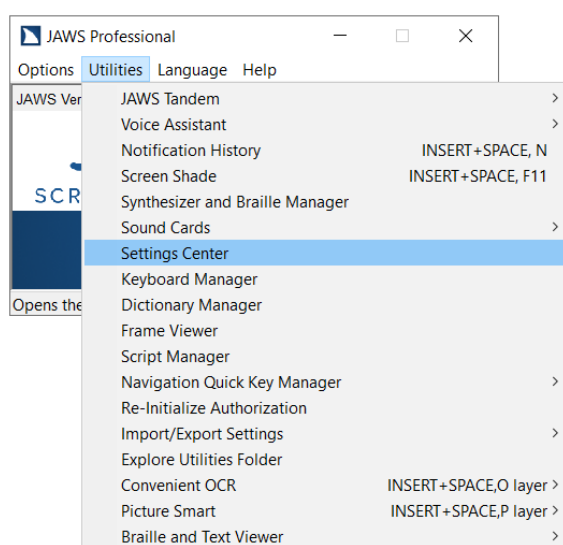 JAWS Professional
Options Utilities Language Help
JAWS Ver
JAWS Tandem
Voice Assistant
Notification History INSERT+SPACE, N
Screen Shade INSERT+SPACE, F11
SCR
Synthesizer and Braille Manager
Sound Cards
Settings Center
Keyboard Manager
Opens the
Dictionary Manager
Frame Viewer
Script Manager
Navigation Quick Key Manager
Re-Initialize Authorization
Import/Export Settings
Explore Utilities Folder
Convenient OCR INSERT+SPACE,O layer
Picture Smart INSERT+SPACE,P layer
Braille and Text Viewer